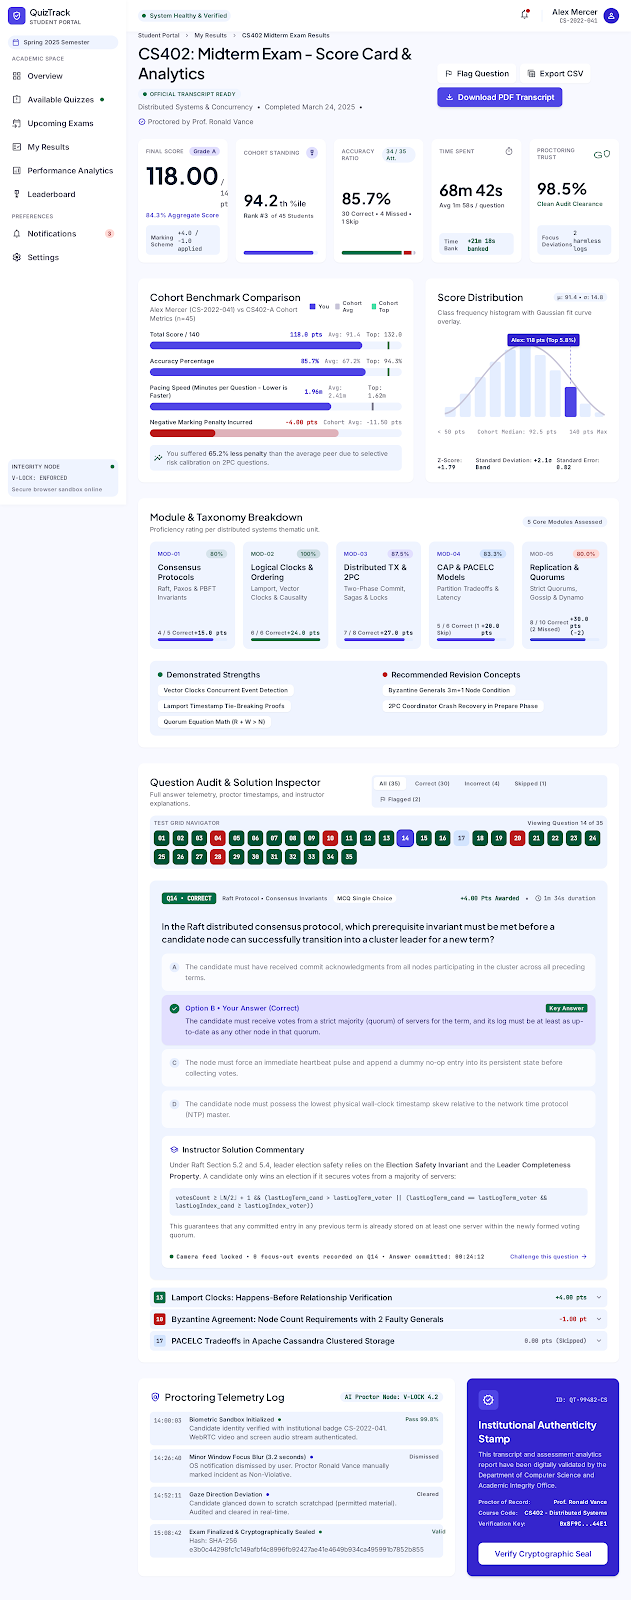 QuizTrack
STUDENT PORTAL
Spring 2025 Semester
ACADEMIC SPACE
Overview
Available Quizzes
Upcoming Exams
My Results
Performance Analytics
Leaderboard
PREFERENCES
Notifications 3
Settings
INTEGRITY NODE
V-LOCK: ENFORCED
Secure browser sandbox online
System Healthy & Verified
Alex Mercer
CS-2022-041
Student Portal › My Results › CS402 Midterm Exam Results
CS402: Midterm Exam – Score Card &
Analytics
OFFICIAL TRANSCRIPT READY
Distributed Systems & Concurrency • Completed March 24, 2025 •
Proctored by Prof. Ronald Vance
Flag Question
Export CSV
Download PDF Transcript
FINAL SCORE Grade A
118.00 / 14
pt
84.3% Aggregate Score
Marking Scheme +4.0 / -1.0 applied
COHORT STANDING
94.2 th %ile
Rank #3 of 45 Students
ACCURACY RATIO 34 / 35 Att.
85.7%
30 Correct • 4 Missed •
1 Skip
TIME SPENT
68m 42s
Avg 1m 58s / question
Time Bank +21m 18s banked
PROCTORING TRUST
98.5%
Clean Audit Clearance
Focus Deviations 2 harmless logs
Cohort Benchmark Comparison
Alex Mercer (CS-2022-041) vs CS402-A Cohort
Metrics (n=45)
You Cohort Avg Cohort Top
Total Score / 140 118.0 pts Avg: 91.4 Top: 132.0
Accuracy Percentage 85.7% Avg: 67.2% Top: 94.3%
Pacing Speed (Minutes per Question - Lower is Faster) 1.96m Avg: 2.41m Top: 1.62m
Negative Marking Penalty Incurred -4.00 pts Cohort Avg: -11.50 pts
You suffered 65.2% less penalty than the average peer due to selective
risk calibration on 2PC questions.
Score Distribution
μ: 91.4 • σ: 14.8
Class frequency histogram with Gaussian fit curve
overlay.
Alex: 118 pts (Top 5.8%)
< 50 pts Cohort Median: 92.5 pts 140 pts Max
Z-Score: +1.79 Standard Deviation: +2.1σ Band Standard Error: 0.82
Module & Taxonomy Breakdown
Proficiency rating per distributed systems thematic unit.
5 Core Modules Assessed
MOD-01 80%
Consensus
Protocols
Raft, Paxos & PBFT
Invariants
4 / 5 Correct +15.0 pts
MOD-02 100%
Logical Clocks &
Ordering
Lamport, Vector
Clocks & Causality
6 / 6 Correct +24.0 pts
MOD-03 87.5%
Distributed TX &
2PC
Two-Phase Commit,
Sagas & Locks
7 / 8 Correct +27.0 pts
MOD-04 83.3%
CAP & PACELC
Models
Partition Tradeoffs &
Latency
5 / 6 Correct (1 Skip) +20.0 pts
MOD-05 80.0%
Replication &
Quorums
Strict Quorums,
Gossip & Dynamo
8 / 10 Correct (2 Missed) +30.0 pts (-2)
Demonstrated Strengths
Vector Clocks Concurrent Event Detection
Lamport Timestamp Tie-Breaking Proofs
Quorum Equation Math (R + W > N)
Recommended Revision Concepts
Byzantine Generals 3m+1 Node Condition
2PC Coordinator Crash Recovery in Prepare Phase
Question Audit & Solution Inspector
Full answer telemetry, proctor timestamps, and instructor
explanations.
All (35) Correct (30) Incorrect (4) Skipped (1)
Flagged (2)
TEST GRID NAVIGATOR Viewing Question 14 of 35
01 02 03 04 05 06 07 08 09 10 11 12 13 14 15 16 17 18 19 20 21 22 23 24
25 26 27 28 29 30 31 32 33 34 35
Q14 • CORRECT Raft Protocol • Consensus Invariants MCQ Single Choice +4.00 Pts Awarded • 1m 34s duration
In the Raft distributed consensus protocol, which prerequisite invariant must be met before a
candidate node can successfully transition into a cluster leader for a new term?
A The candidate must have received commit acknowledgments from all nodes participating in the cluster across all preceding
terms.
Option B • Your Answer (Correct) Key Answer
The candidate must receive votes from a strict majority (quorum) of servers for the term, and its log must be at least as up-
to-date as any other node in that quorum.
C The node must force an immediate heartbeat pulse and append a dummy no-op entry into its persistent state before
collecting votes.
D The candidate node must possess the lowest physical wall-clock timestamp skew relative to the network time protocol
(NTP) master.
Instructor Solution Commentary
Under Raft Section 5.2 and 5.4, leader election safety relies on the Election Safety Invariant and the Leader Completeness
Property. A candidate only wins an election if it secures votes from a majority of servers:
votesCount ≥ ⌊N/2⌋ + 1 && (lastLogTerm_cand > lastLogTerm_voter || (lastLogTerm_cand == lastLogTerm_voter &&
lastLogIndex_cand ≥ lastLogIndex_voter))
This guarantees that any committed entry in any previous term is already stored on at least one server within the newly formed voting
quorum.
Camera feed locked • 0 focus-out events recorded on Q14 • Answer committed: 00:24:12 Challenge this question →
13 Lamport Clocks: Happens-Before Relationship Verification +4.00 pts
10 Byzantine Agreement: Node Count Requirements with 2 Faulty Generals -1.00 pt
17 PACELC Tradeoffs in Apache Cassandra Clustered Storage 0.00 pts (Skipped)
Proctoring Telemetry Log
AI Proctor Node: V-LOCK 4.2
14:00:03 Biometric Sandbox Initialized Pass 99.8%
Candidate identity verified with institutional badge CS-2022-041.
WebRTC video and screen audio stream authenticated.
14:26:40 Minor Window Focus Blur (3.2 seconds) Dismissed
OS notification dismissed by user. Proctor Ronald Vance manually
marked incident as Non-Violative.
14:52:11 Gaze Direction Deviation Cleared
Candidate glanced down to scratch scratchpad (permitted material).
Audited and cleared in real-time.
15:08:42 Exam Finalized & Cryptographically Sealed Valid
Hash: SHA-256
e3b0c44298fc1c149afbf4c8996fb92427ae41e4649b934ca495991b7852b855
ID: QT-99482-CS
Institutional Authenticity
Stamp
This transcript and assessment analytics
report have been digitally validated by the
Department of Computer Science and
Academic Integrity Office.
Proctor of Record: Prof. Ronald Vance
Course Code: CS402 - Distributed Systems
Verification Key: 0x8F9C...44E1
Verify Cryptographic Seal